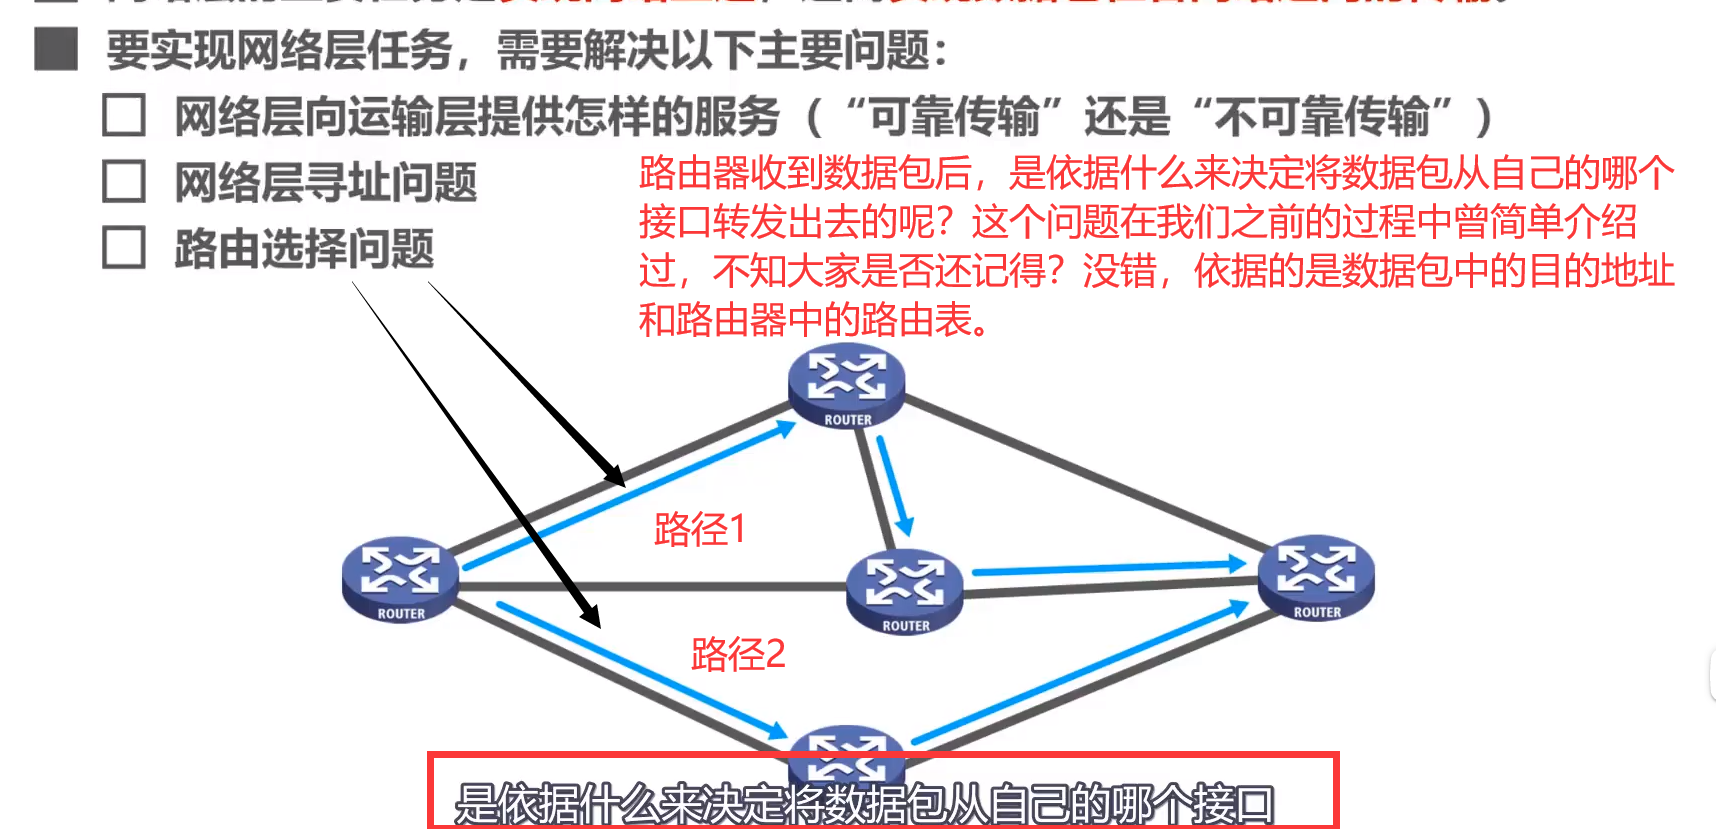 要实现网络层任务，需要解决以下主要问题：
网络层向运输层提供怎样的服务（“可靠传输”还是“不可靠传输”）
网络层寻址问题
路由选择问题
路由器收到数据包后，是依据什么来决定将数据包从自己的哪个
接口转发出去的呢？这个问题在我们之前的过程中曾简单介绍
过，不知大家是否还记得？没错，依据的是数据包中的目的地址
和路由器中的路由表。
ROUTER
路径1
ROUTER
ROUTER
ROUTER
路径2
是依据什么来决定将数据包从自己的哪个接口